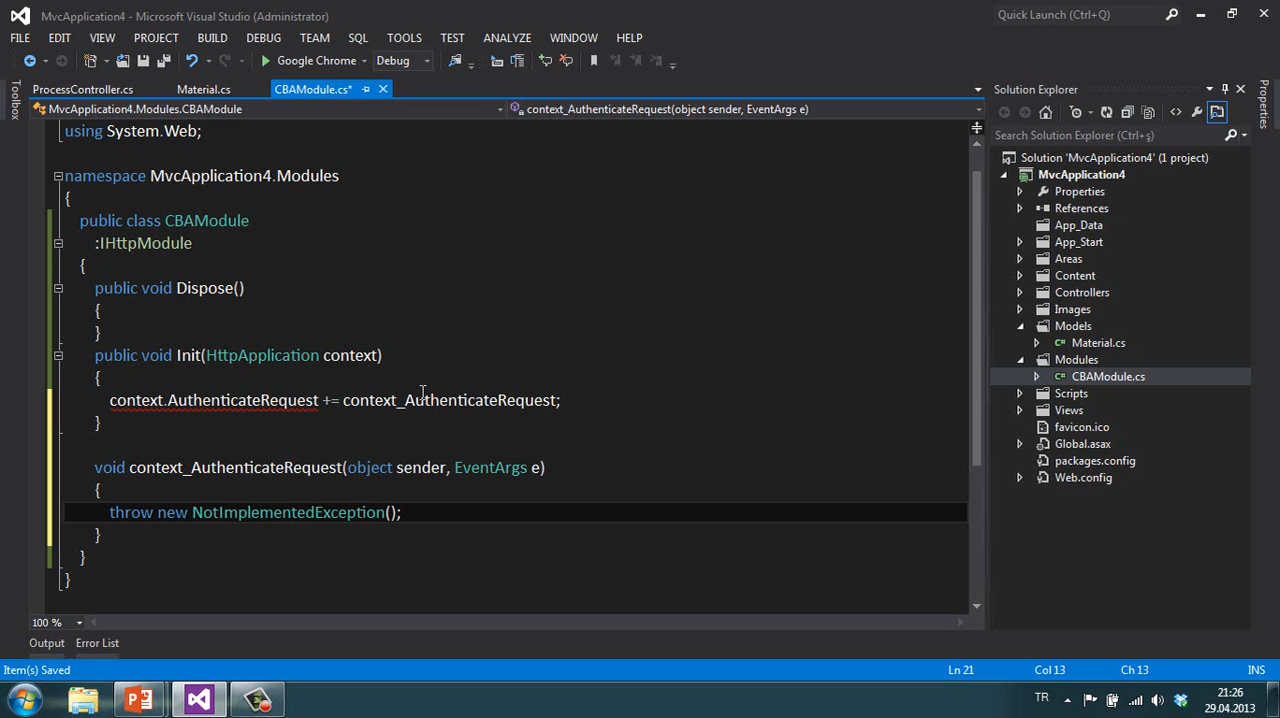 MvcApplication4 - Microsoft Visual Studio (Administrator)
Quick Launch (Ctrl+Q)
FILE EDIT VIEW PROJECT BUILD DEBUG TEAM SQL TOOLS TEST ANALYZE WINDOW HELP
Google Chrome Debug
Toolbox
ProcessController.cs Material.cs CBAModule.cs*
MvcApplication4.Modules.CBAModule context_AuthenticateRequest(object sender, EventArgs e)
using System.Web;
namespace MvcApplication4.Modules
{
public class CBAModule
:IHttpModule
{
public void Dispose()
{
}
public void Init(HttpApplication context)
{
context.AuthenticateRequest += context_AuthenticateRequest;
}
void context_AuthenticateRequest(object sender, EventArgs e)
{
throw new NotImplementedException();
}
}
}
100 %
Solution Explorer
Search Solution Explorer (Ctrl+ş)
Solution 'MvcApplication4' (1 project)
MvcApplication4
Properties
References
App_Data
App_Start
Areas
Content
Controllers
Images
Models
Material.cs
Modules
CBAModule.cs
Scripts
Views
favicon.ico
Global.asax
packages.config
Web.config
Properties
Output Error List
Item(s) Saved Ln 21 Col 13 Ch 13 INS
TR
21:26
29.04.2013